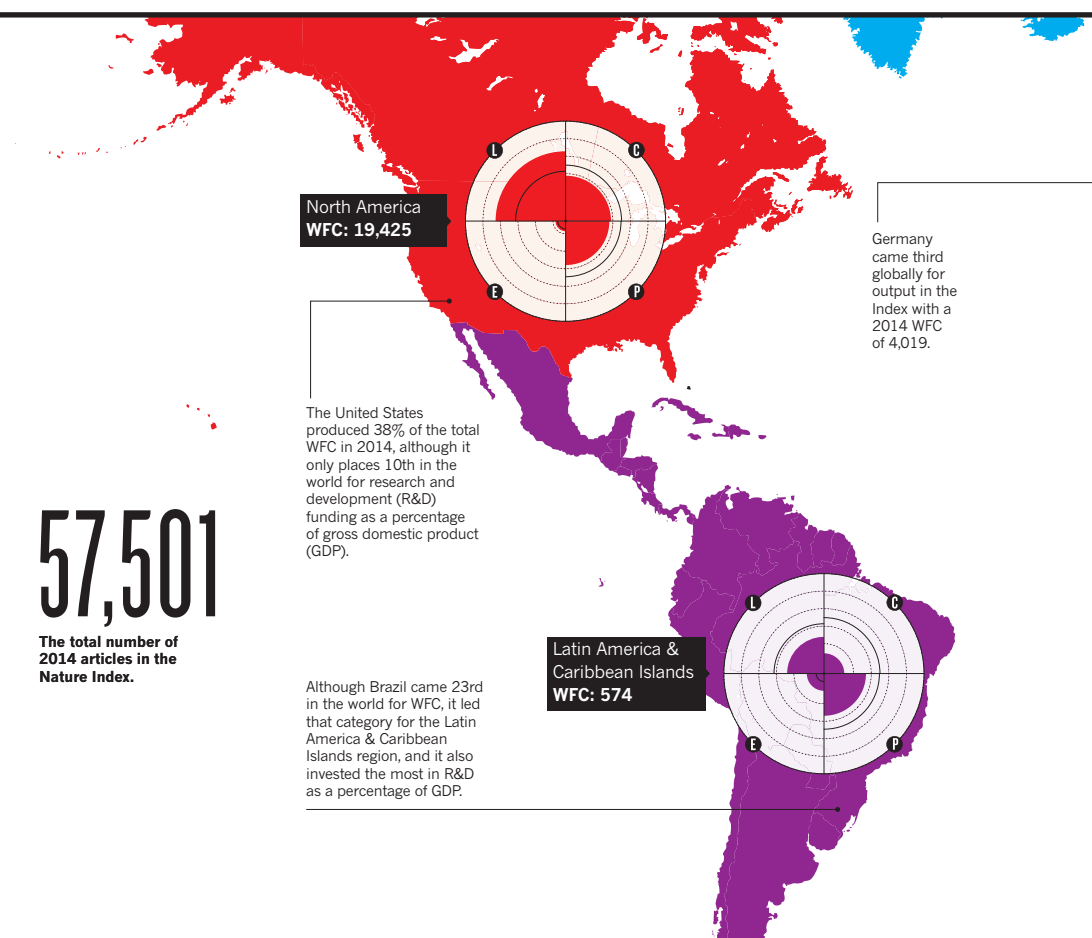 L
C
North America
WFC: 19,425
E
P
Germany
came third
globally for
output in the
Index with a
2014 WFC
of 4,019.
The United States
produced 38% of the total
WFC in 2014, although it
only places 10th in the
world for research and
development (R&D)
funding as a percentage
of gross domestic product
(GDP).
57,501
The total number of
2014 articles in the
Nature Index.
L
C
Latin America &
Caribbean Islands
WFC: 574
E
P
Although Brazil came 23rd
in the world for WFC, it led
that category for the Latin
America & Caribbean
Islands region, and it also
invested the most in R&D
as a percentage of GDP.